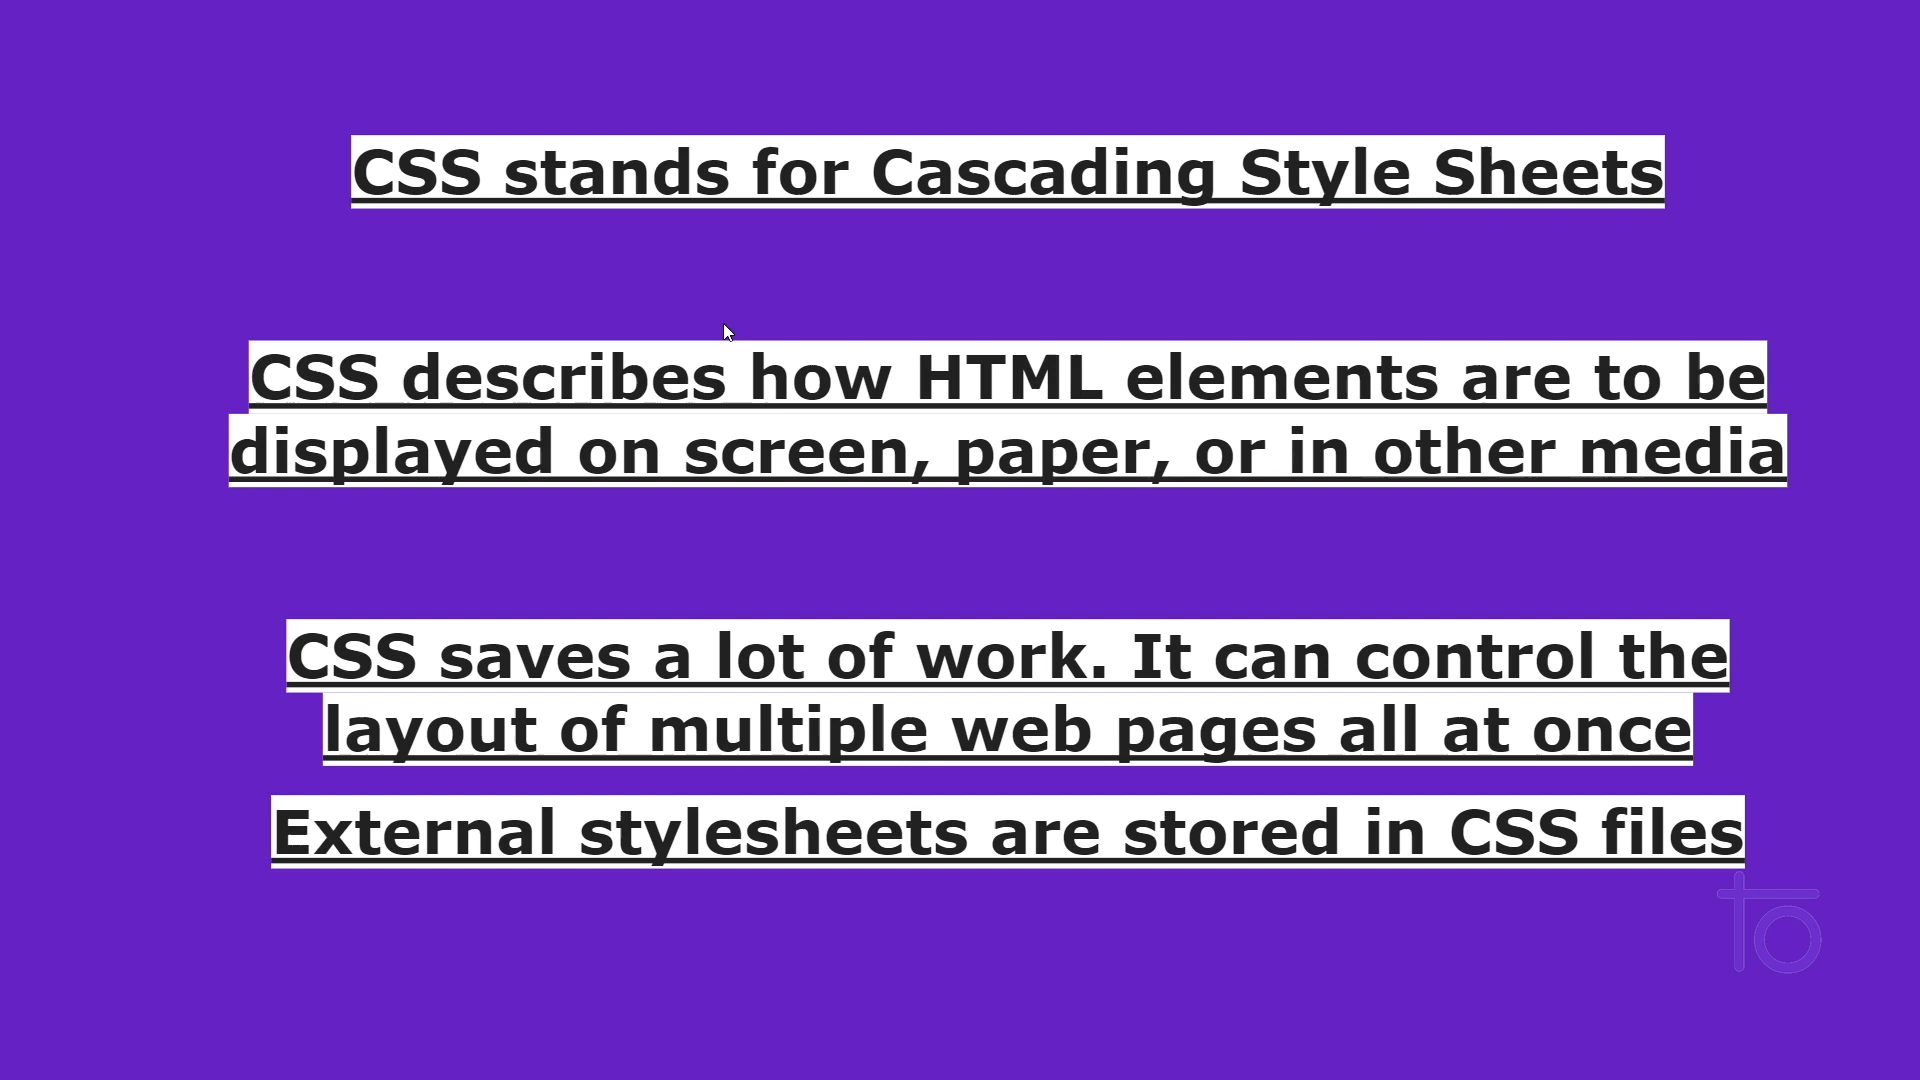 CSS stands for Cascading Style Sheets
CSS describes how HTML elements are to be
displayed on screen, paper, or in other media
CSS saves a lot of work. It can control the
layout of multiple web pages all at once
External stylesheets are stored in CSS files
to